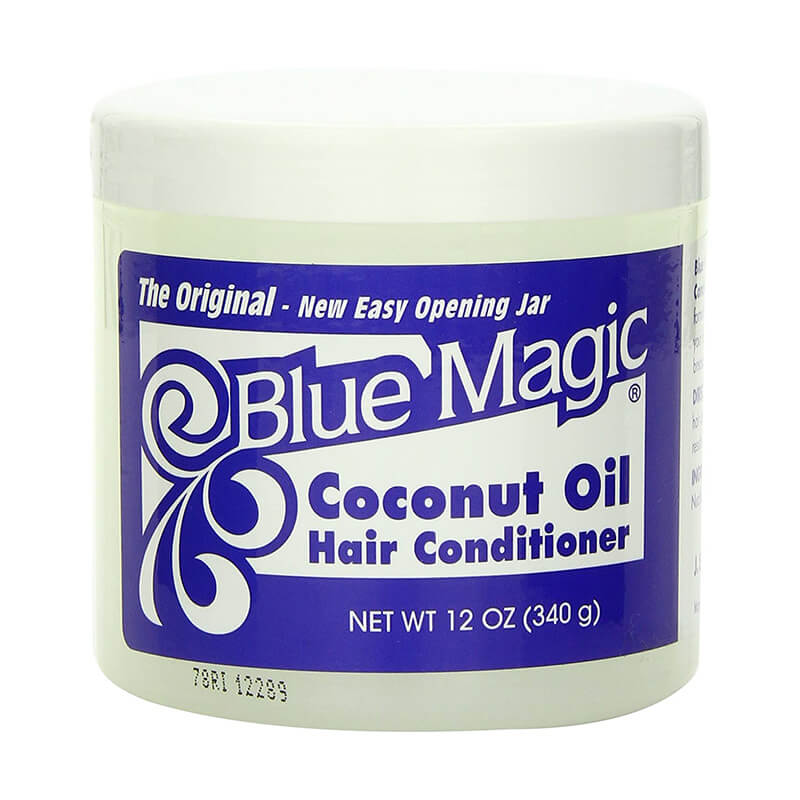 The Original - New Easy Opening Jar
Blue Magic®
Coconut Oil
Hair Conditioner
NET WT 12 OZ (340 g)
78RI 12289